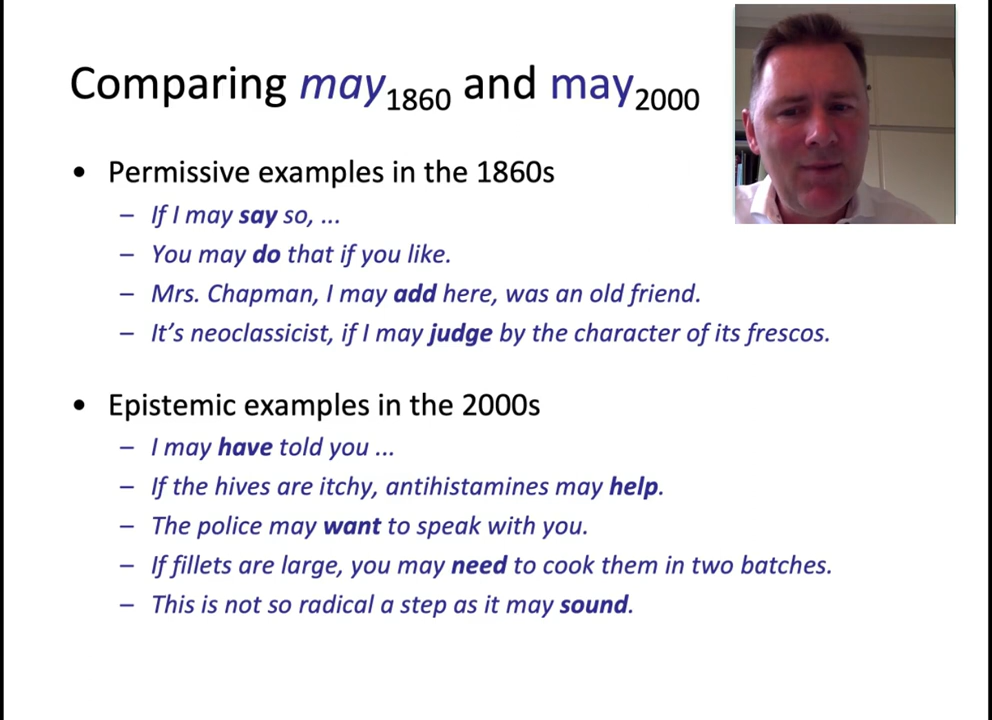 Comparing may1860 and may2000
• Permissive examples in the 1860s
– If I may say so, ...
– You may do that if you like.
– Mrs. Chapman, I may add here, was an old friend.
– It's neoclassicist, if I may judge by the character of its frescos.
• Epistemic examples in the 2000s
– I may have told you ...
– If the hives are itchy, antihistamines may help.
– The police may want to speak with you.
– If fillets are large, you may need to cook them in two batches.
– This is not so radical a step as it may sound.